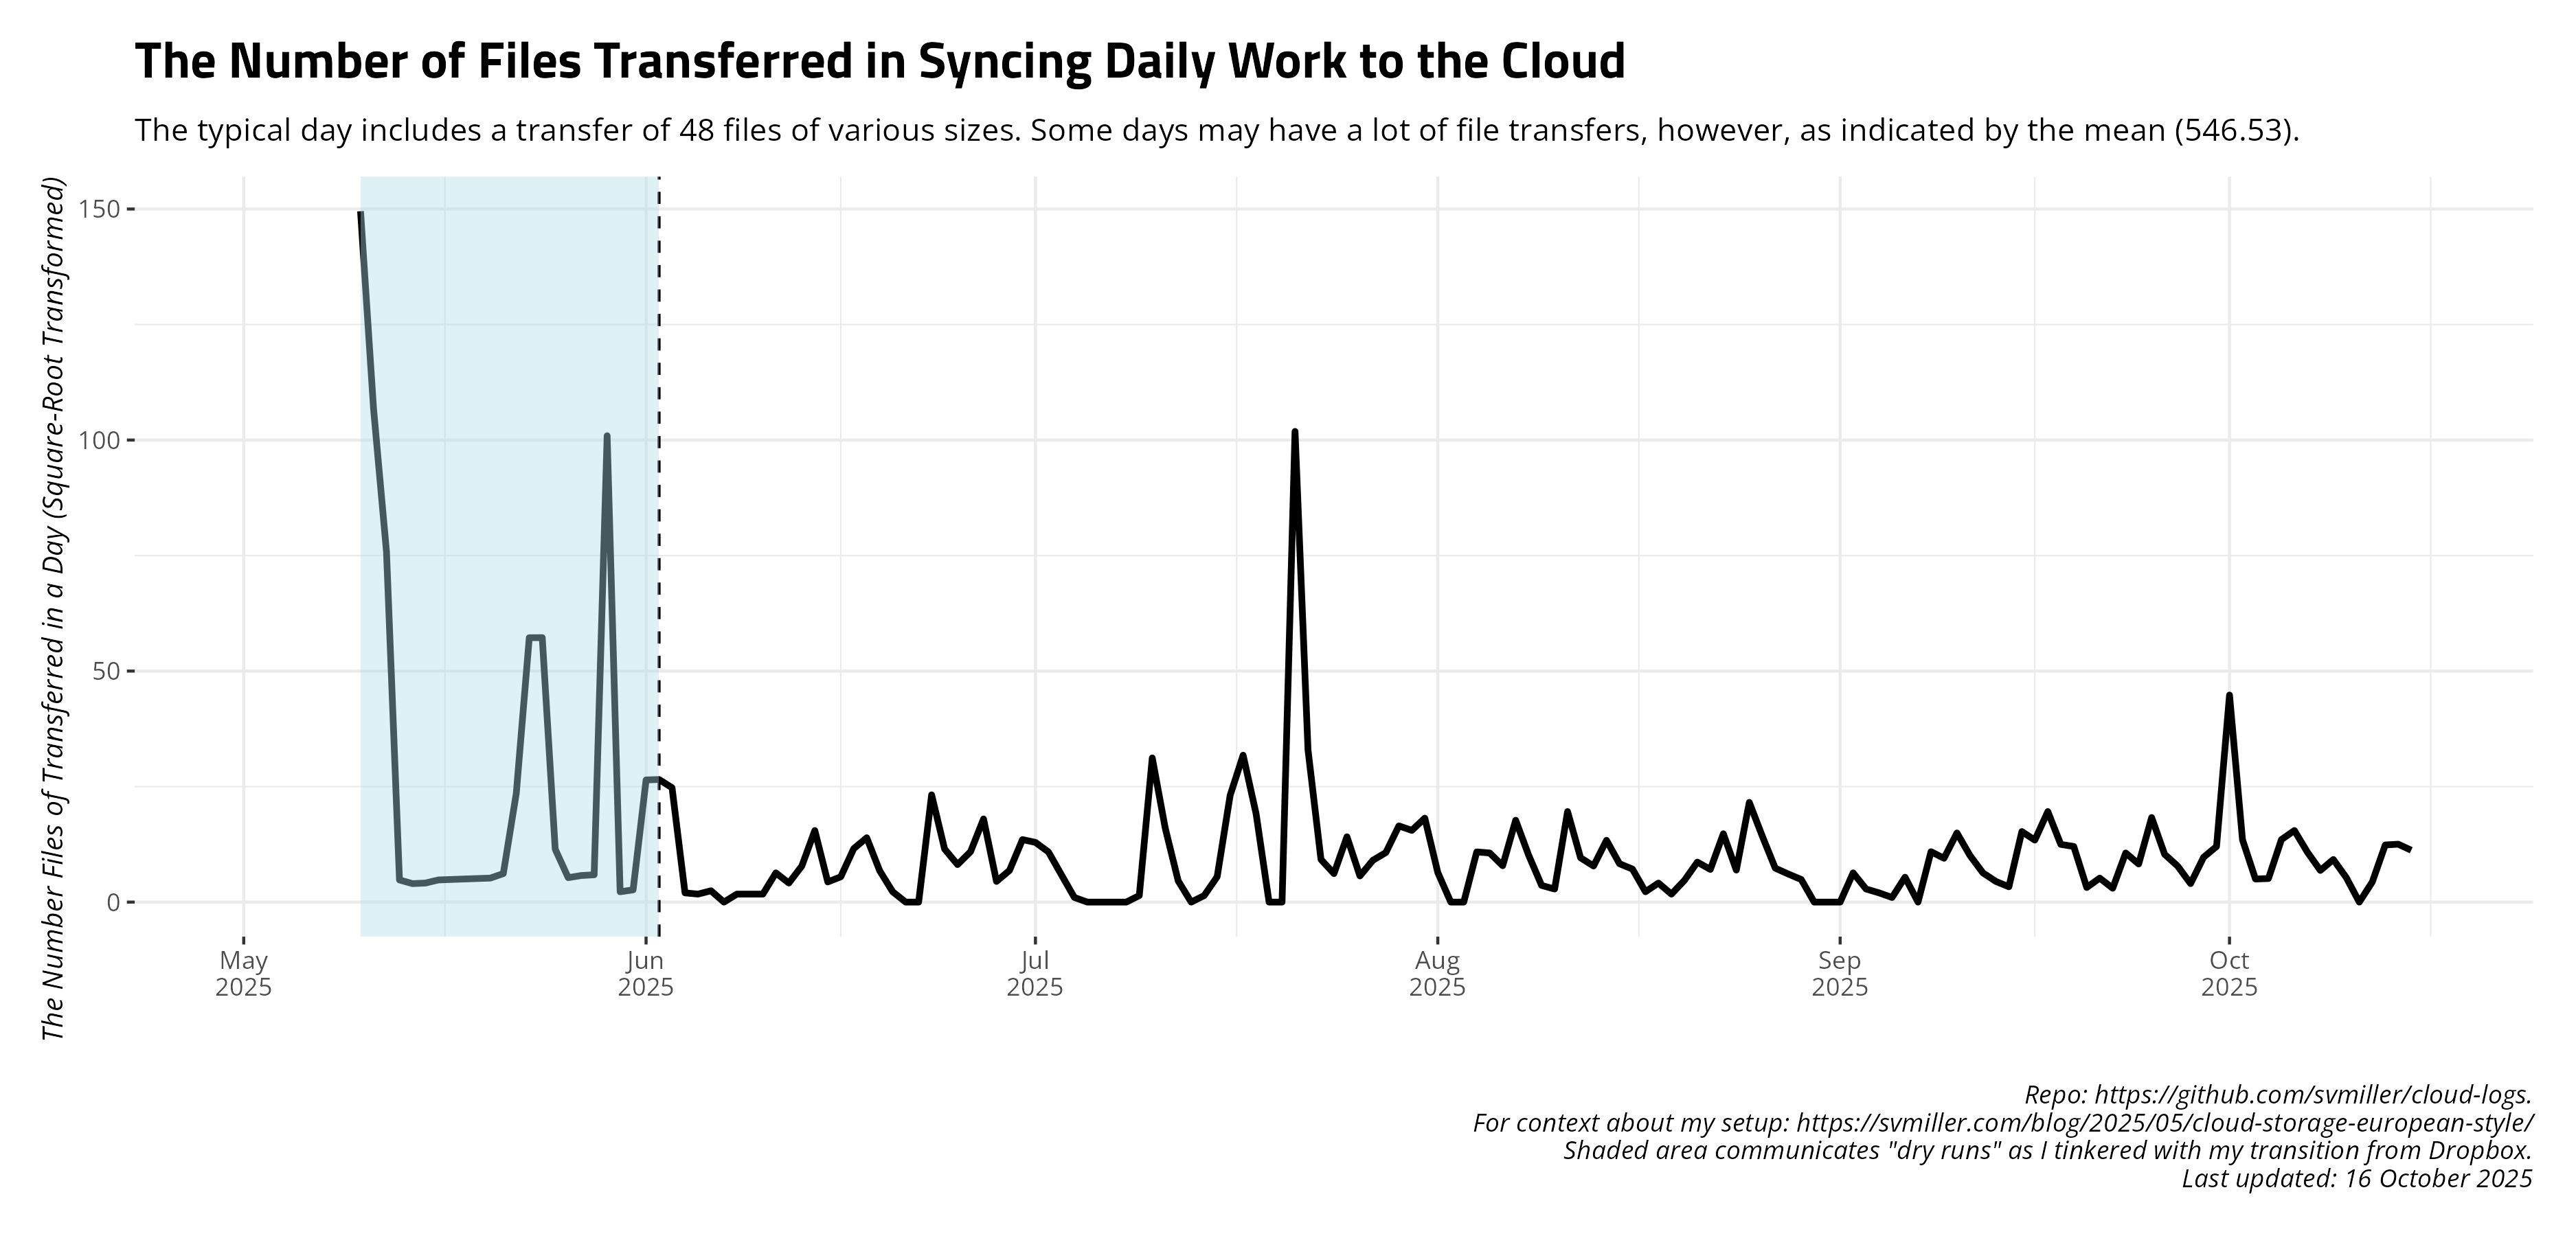 The Number of Files Transferred in Syncing Daily Work to the Cloud
The typical day includes a transfer of 48 files of various sizes. Some days may have a lot of file transfers, however, as indicated by the mean (546.53).
The Number Files of Transferred in a Day (Square-Root Transformed)
150
100
50
0
May
2025
Jun
2025
Jul
2025
Aug
2025
Sep
2025
Oct
2025
Repo: https://github.com/svmiller/cloud-logs.
For context about my setup: https://svmiller.com/blog/2025/05/cloud-storage-european-style/
Shaded area communicates "dry runs" as I tinkered with my transition from Dropbox.
Last updated: 16 October 2025